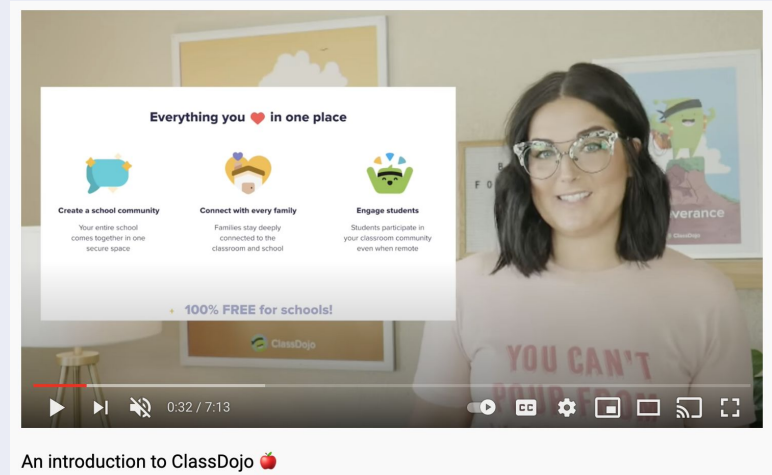 Everything you ❤️ in one place
Create a school community
Your entire school
comes together in one
secure space
Connect with every family
Families stay deeply
connected to the
classroom and school
Engage students
Students participate in
your classroom community
even when remote
100% FREE for schools!
ClassDojo
verance
ClassDojo
YOU CAN'T
POUR FROM
0:32 / 7:13
CC
An introduction to ClassDojo 🍎